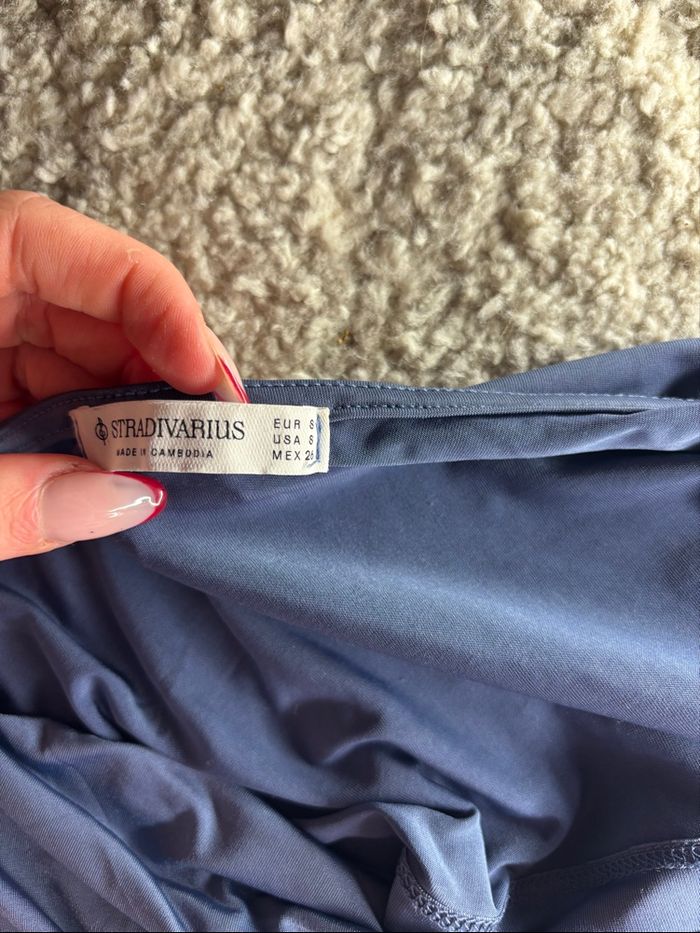 STRADIVARIUS
MADE IN CAMBODIA
EUR S
USA S
MEX 26